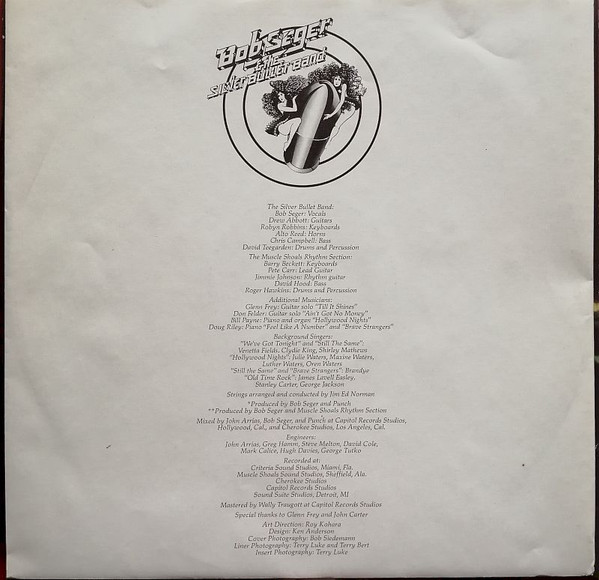 Bob Seger
& the
Silver Bullet Band
The Silver Bullet Band:
Bob Seger: Vocals
Drew Abbott: Guitars
Robyn Robbins: Keyboards
Alto Reed: Horns
Chris Campbell: Bass
David Teegarden: Drums and Percussion
The Muscle Shoals Rhythm Section:
Barry Beckett: Keyboards
Pete Carr: Lead Guitar
Jimmie Johnson: Rhythm guitar
David Hood: Bass
Roger Hawkins: Drums and Percussion
Additional Musicians:
Glenn Frey: Guitar solo "Till It Shines"
Don Felder: Guitar solo "Ain't Got No Money"
Bill Payne: Piano and organ "Hollywood Nights"
Doug Riley: Piano "Feel Like A Number" and "Brave Strangers"
Background Singers:
"We've Got Tonight" and "Still The Same":
Venetta Fields, Clydie King, Shirley Mathews
"Hollywood Nights": Julia Waters, Maxine Waters,
Luther Waters, Oren Waters
"Still the Same" and "Brave Strangers": Brandye
"Old Time Rock": James Lavell Easley,
Stanley Carter, George Jackson
Strings arranged and conducted by Jim Ed Norman
*Produced by Bob Seger and Punch
**Produced by Bob Seger and Muscle Shoals Rhythm Section
Mixed by John Arrias, Bob Seger, and Punch at Capitol Records Studios,
Hollywood, Cal., and Cherokee Studios, Los Angeles, Cal.
Engineers:
John Arrias, Greg Hamm, Steve Melton, David Cole,
Mark Calice, Hugh Davies, George Tutko
Recorded at:
Criteria Sound Studios, Miami, Fla.
Muscle Shoals Sound Studios, Sheffield, Ala.
Cherokee Studios
Capitol Records Studios
Sound Suite Studios, Detroit, MI
Mastered by Wally Traugott at Capitol Records Studios
Special thanks to Glenn Frey and John Carter
Art Direction: Roy Kohara
Design: Ken Anderson
Cover Photography: Bob Siedemann
Liner Photography: Terry Luke and Tery Bert
Insert Photography: Terry Luke